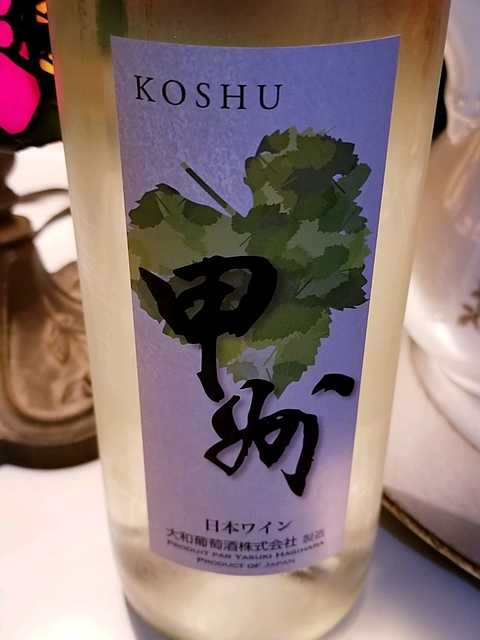 KOSHU
甲
州
日本ワイン
大和葡萄酒株式会社 製造
PRODUIT PAR YASUKI HAGIHARA
PRODUCT OF JAPAN